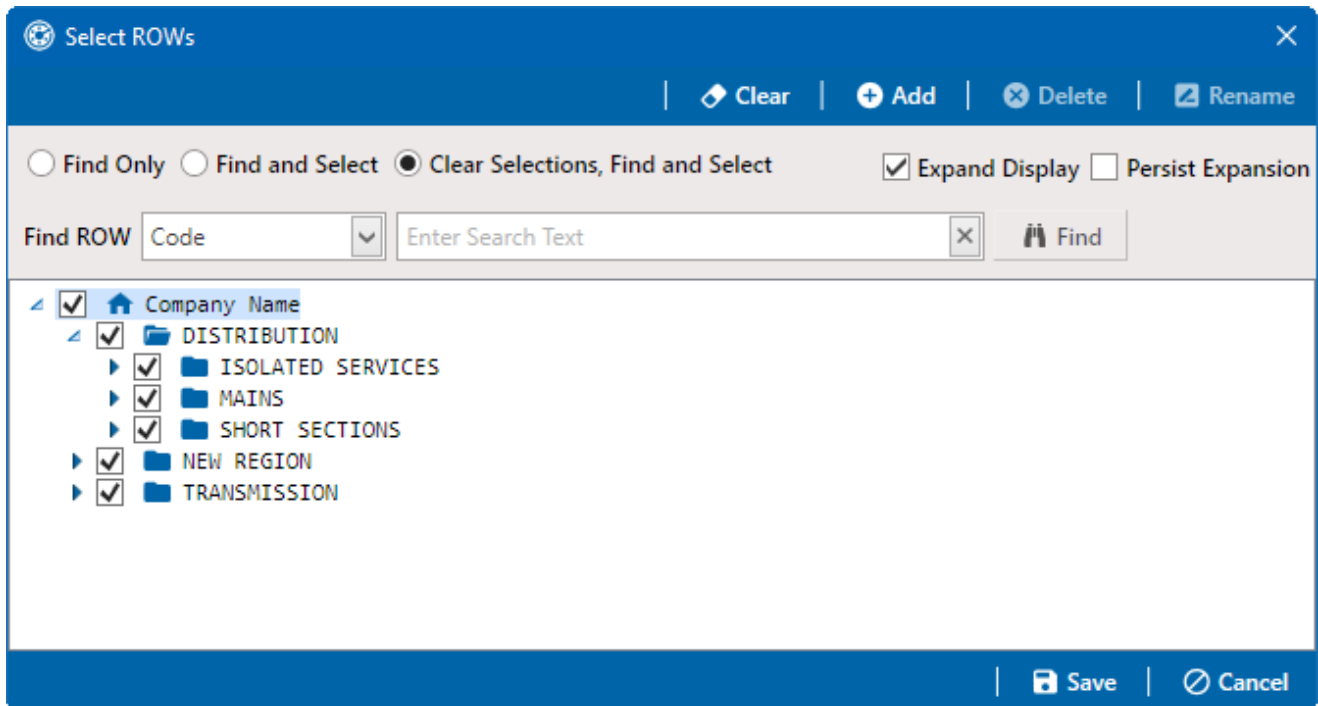 Select ROWs
Clear Add Delete Rename
Find Only Find and Select Clear Selections, Find and Select Expand Display Persist Expansion
Find ROW Code Enter Search Text Find
Company Name
DISTRIBUTION
ISOLATED SERVICES
MAINS
SHORT SECTIONS
NEW REGION
TRANSMISSION
Save Cancel